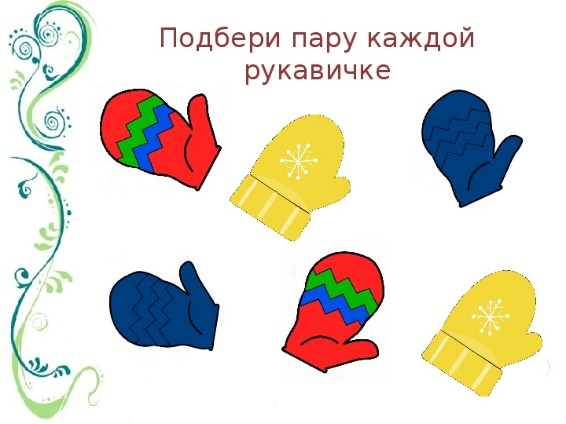 Подбери пару каждой
рукавичке